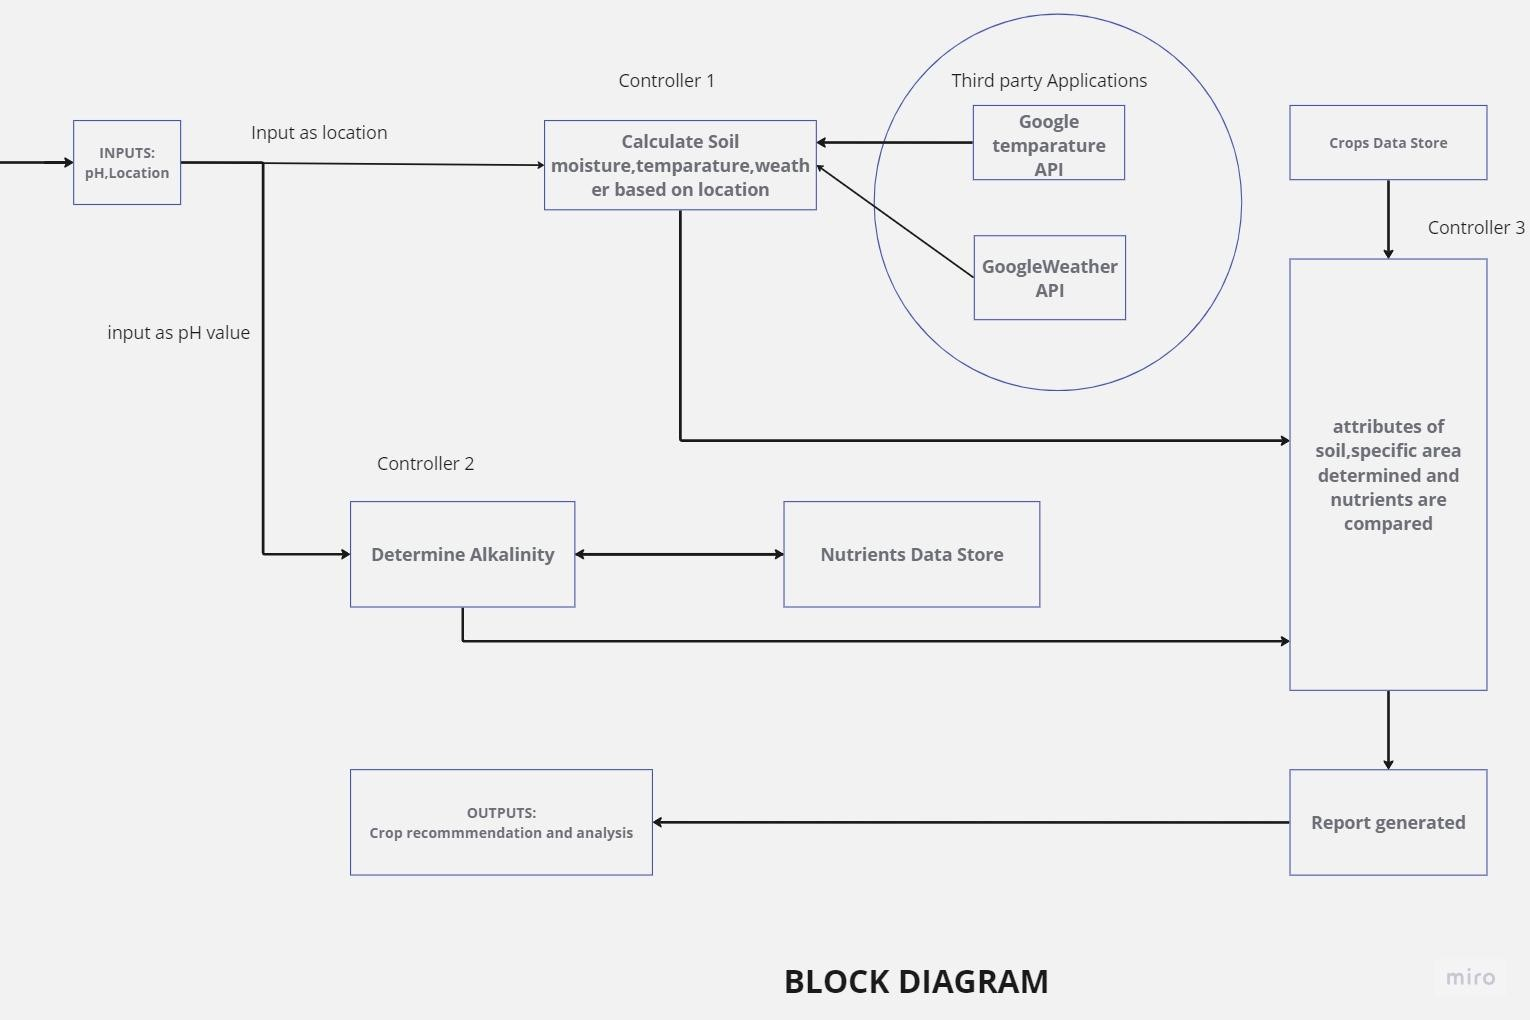 Controller 1
Third party Applications
INPUTS:
pH,Location
Input as location
Calculate Soil
moisture,temparature,weath
er based on location
Google
temparature
API
Crops Data Store
Controller 3
GoogleWeather
API
input as pH value
attributes of
soil,specific area
determined and
nutrients are
compared
Controller 2
Determine Alkalinity
Nutrients Data Store
OUTPUTS:
Crop recommmendation and analysis
Report generated
BLOCK DIAGRAM
miro